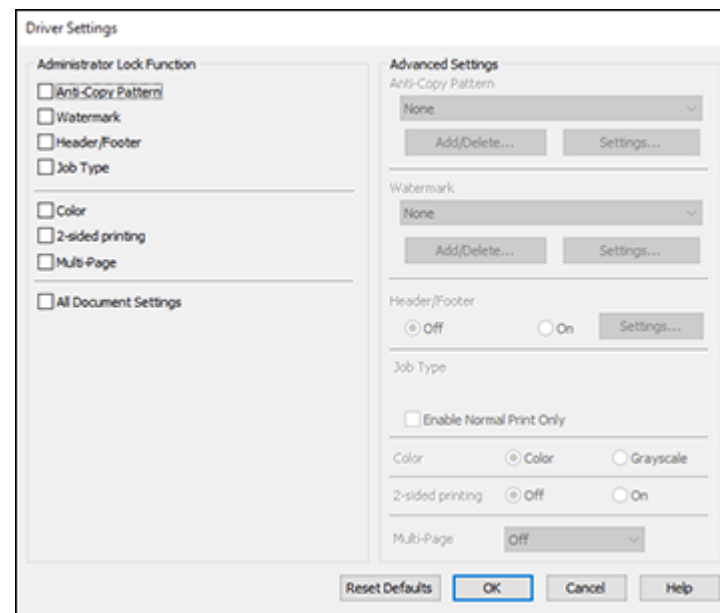 Driver Settings
Administrator Lock Function
Anti-Copy Pattern
Watermark
Header/Footer
Job Type
Color
2-sided printing
Multi-Page
All Document Settings
Advanced Settings
Anti-Copy Pattern
None
Add/Delete... Settings...
Watermark
None
Add/Delete... Settings...
Header/Footer
Off On Settings...
Job Type
Enable Normal Print Only
Color Color Grayscale
2-sided printing Off On
Multi-Page Off
Reset Defaults OK Cancel Help